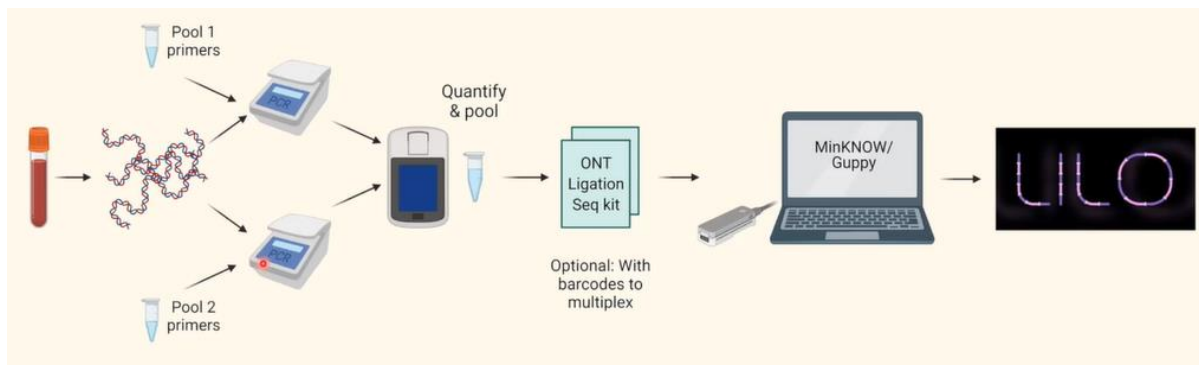 Pool 1
primers
PCR
Quantify
& pool
ONT
Ligation
Seq kit
MinKNOW/
Guppy
LILO
PCR
Optional: With
barcodes to
multiplex
Pool 2
primers